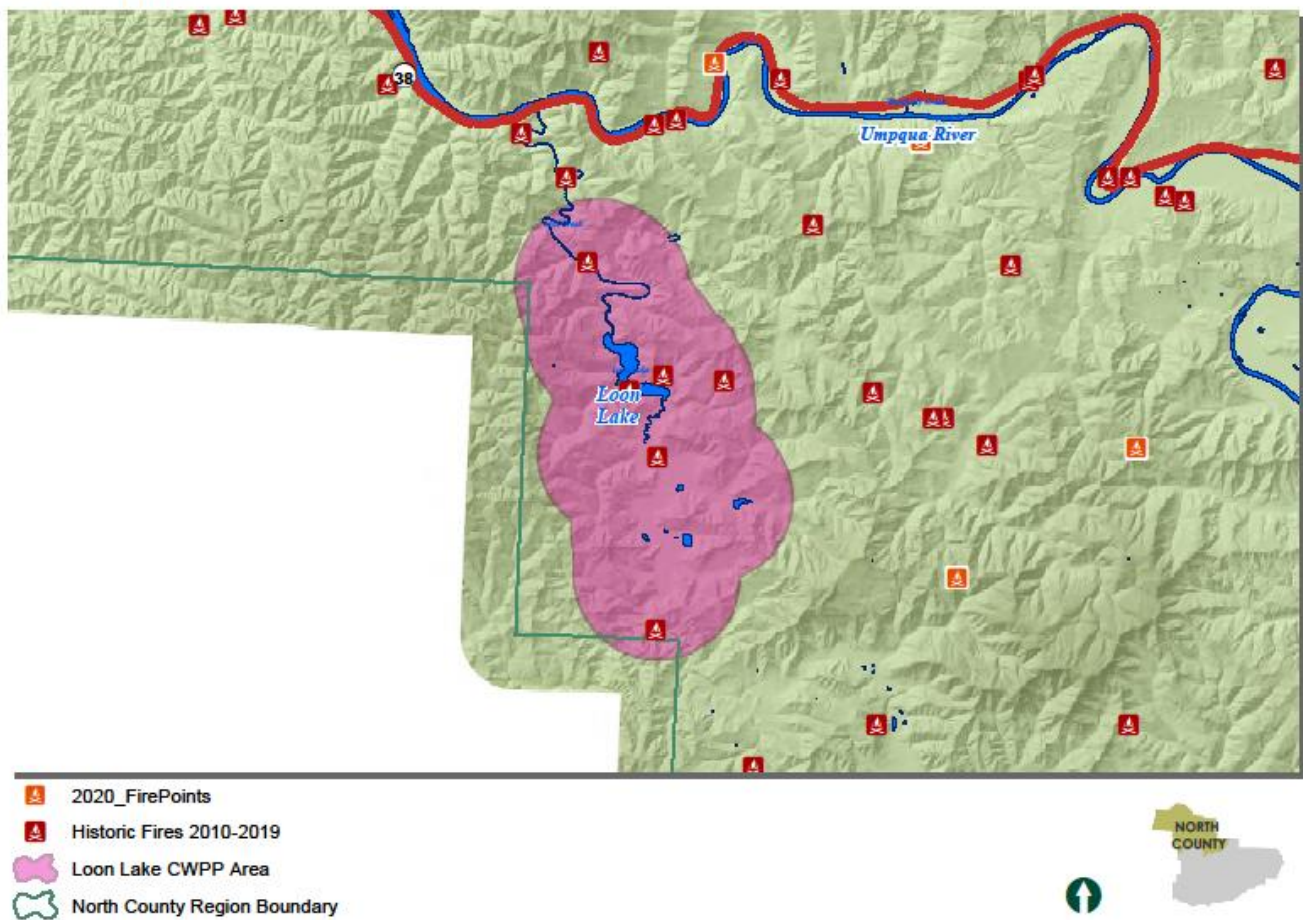 38
Umpqua River
Loon
Lake
2020_FirePoints
Historic Fires 2010-2019
Loon Lake CWPP Area
North County Region Boundary
NORTH
COUNTY